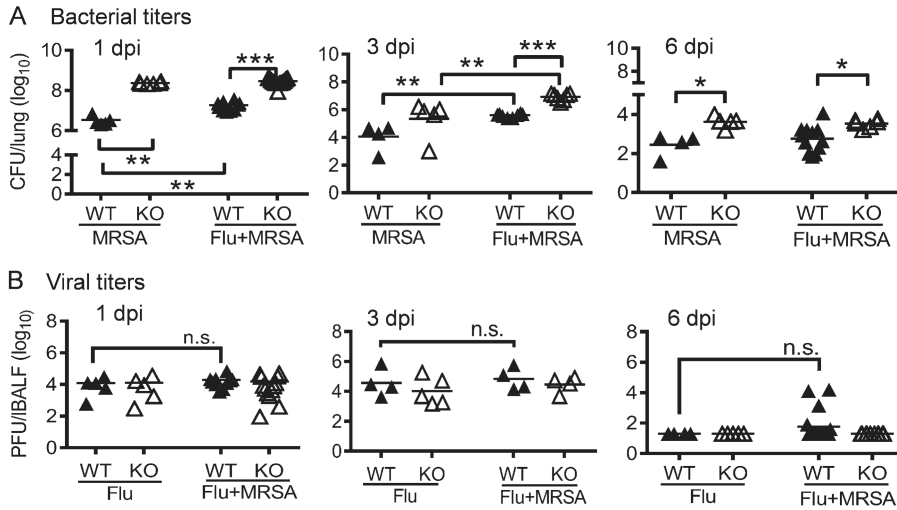 A Bacterial titers
1 dpi
3 dpi
6 dpi
CFU/lung (log10)
10
8
6
4
2
0
**
**
***
WT KO WT KO
MRSA Flu+MRSA
10
8
6
4
2
0
**
**
***
WT KO WT KO
MRSA Flu+MRSA
10
8
4
2
0
*
*
WT KO WT KO
MRSA Flu+MRSA
B Viral titers
1 dpi
3 dpi
6 dpi
PFU/lBALF (log10)
8
6
4
2
0
n.s.
WT KO WT KO
Flu Flu+MRSA
8
6
4
2
0
n.s.
WT KO WT KO
Flu Flu+MRSA
8
6
4
2
0
n.s.
WT KO WT KO
Flu Flu+MRSA